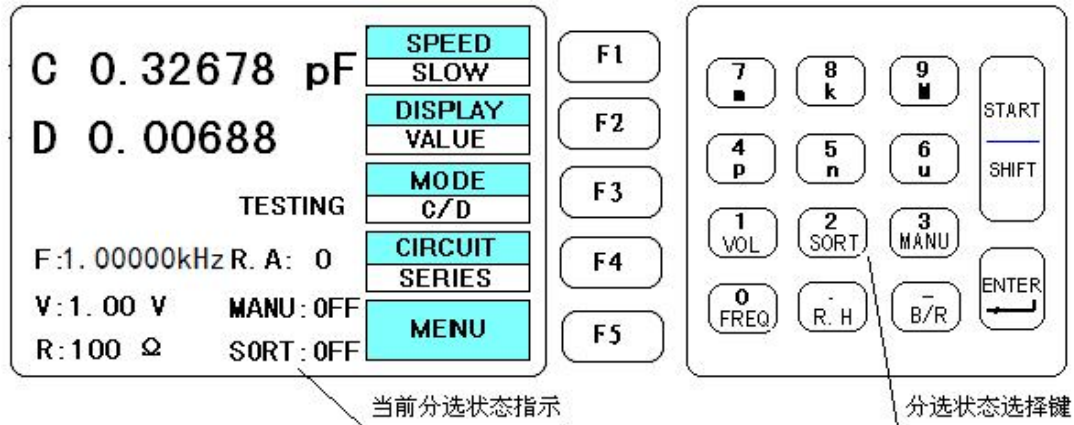 C 0.32678 pF
D 0.00688
TESTING
F:1.00000kHz R.A: 0
V:1.00 V MANU:OFF
R:100 Ω SORT:OFF
SPEED
SLOW
DISPLAY
VALUE
MODE
C/D
CIRCUIT
SERIES
MENU
F1
F2
F3
F4
F5
7 8 9
m k M
4 5 6
p n u
1 2 3
VOL SORT MANU
0 . −
FREQ R.H B/R
START
SHIFT
ENTER
当前分选状态指示
分选状态选择键